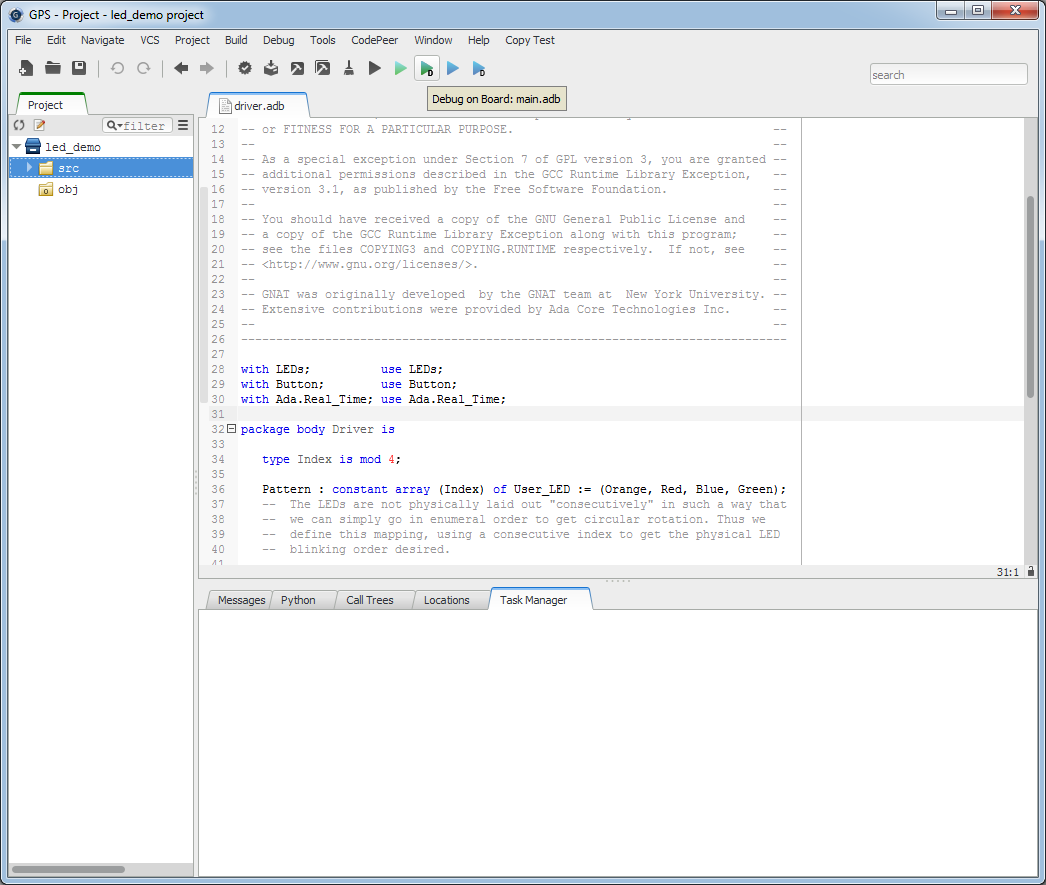 GPS - Project - led_demo project
File Edit Navigate VCS Project Build Debug Tools CodePeer Window Help Copy Test
search
Debug on Board: main.adb
Project
filter
led_demo
src
obj
driver.adb
12 -- or FITNESS FOR A PARTICULAR PURPOSE. --
13 -- --
14 -- As a special exception under Section 7 of GPL version 3, you are granted --
15 -- additional permissions described in the GCC Runtime Library Exception, --
16 -- version 3.1, as published by the Free Software Foundation. --
17 -- --
18 -- You should have received a copy of the GNU General Public License and --
19 -- a copy of the GCC Runtime Library Exception along with this program; --
20 -- see the files COPYING3 and COPYING.RUNTIME respectively.  If not, see --
21 -- <http://www.gnu.org/licenses/>. --
22 -- --
23 -- GNAT was originally developed  by the GNAT team at  New York University. --
24 -- Extensive contributions were provided by Ada Core Technologies Inc. --
25 -- --
26 ------------------------------------------------------------------------------
27
28 with LEDs;          use LEDs;
29 with Button;        use Button;
30 with Ada.Real_Time; use Ada.Real_Time;
31
32 package body Driver is
33
34    type Index is mod 4;
35
36    Pattern : constant array (Index) of User_LED := (Orange, Red, Blue, Green);
37    --  The LEDs are not physically laid out "consecutively" in such a way that
38    --  we can simply go in enumeral order to get circular rotation. Thus we
39    --  define this mapping, using a consecutive index to get the physical LED
40    --  blinking order desired.
41
31:1
Messages Python Call Trees Locations Task Manager